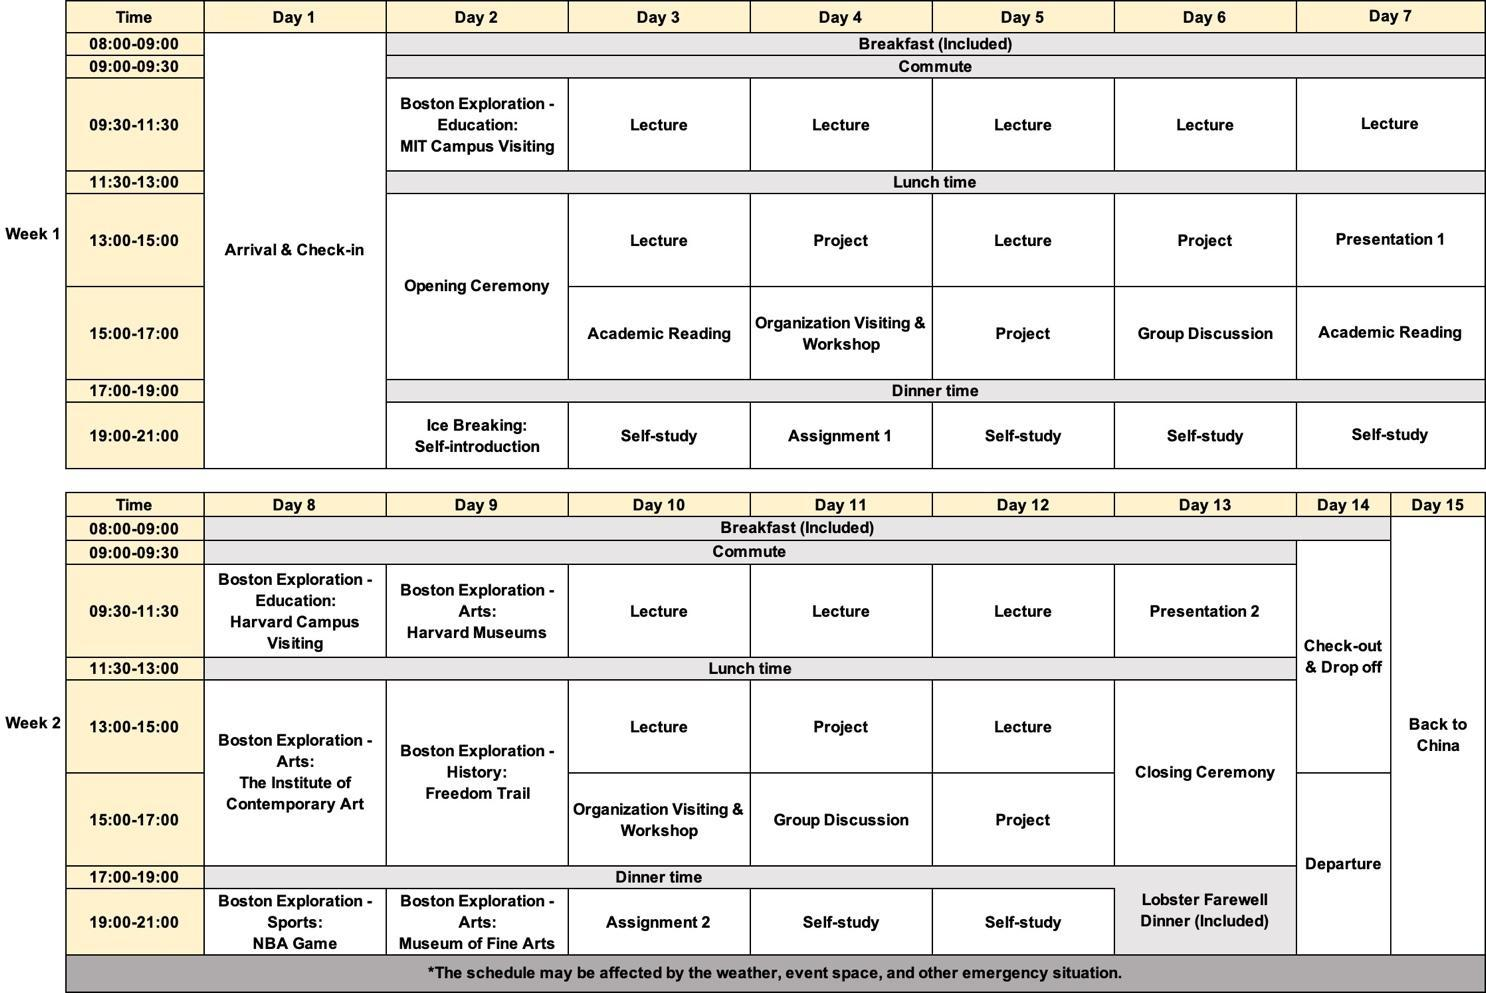 Time Day 1 Day 2 Day 3 Day 4 Day 5 Day 6 Day 7
08:00-09:00 Breakfast (Included)
09:00-09:30 Commute
09:30-11:30
Boston Exploration -
Education:
MIT Campus Visiting
Lecture Lecture Lecture Lecture Lecture
11:30-13:00 Lunch time
Week 1
Arrival & Check-in
13:00-15:00
Opening Ceremony
Lecture Project Lecture Project Presentation 1
15:00-17:00
Academic Reading
Organization Visiting &
Workshop
Project
Group Discussion
Academic Reading
17:00-19:00 Dinner time
19:00-21:00
Ice Breaking:
Self-introduction
Self-study Assignment 1 Self-study Self-study Self-study
Time Day 8 Day 9 Day 10 Day 11 Day 12 Day 13 Day 14 Day 15
08:00-09:00 Breakfast (Included)
09:00-09:30 Commute
09:30-11:30
Boston Exploration -
Education:
Harvard Campus
Visiting
Boston Exploration -
Arts:
Harvard Museums
Lecture Lecture Lecture Presentation 2
Check-out
& Drop off
11:30-13:00 Lunch time
Week 2
13:00-15:00
Boston Exploration -
Arts:
The Institute of
Contemporary Art
Boston Exploration -
History:
Freedom Trail
Lecture Project Lecture
Closing Ceremony
Back to
China
15:00-17:00
Organization Visiting &
Workshop
Group Discussion
Project
Departure
17:00-19:00 Dinner time
19:00-21:00
Boston Exploration -
Sports:
NBA Game
Boston Exploration -
Arts:
Museum of Fine Arts
Assignment 2 Self-study Self-study
Lobster Farewell
Dinner (Included)
*The schedule may be affected by the weather, event space, and other emergency situation.